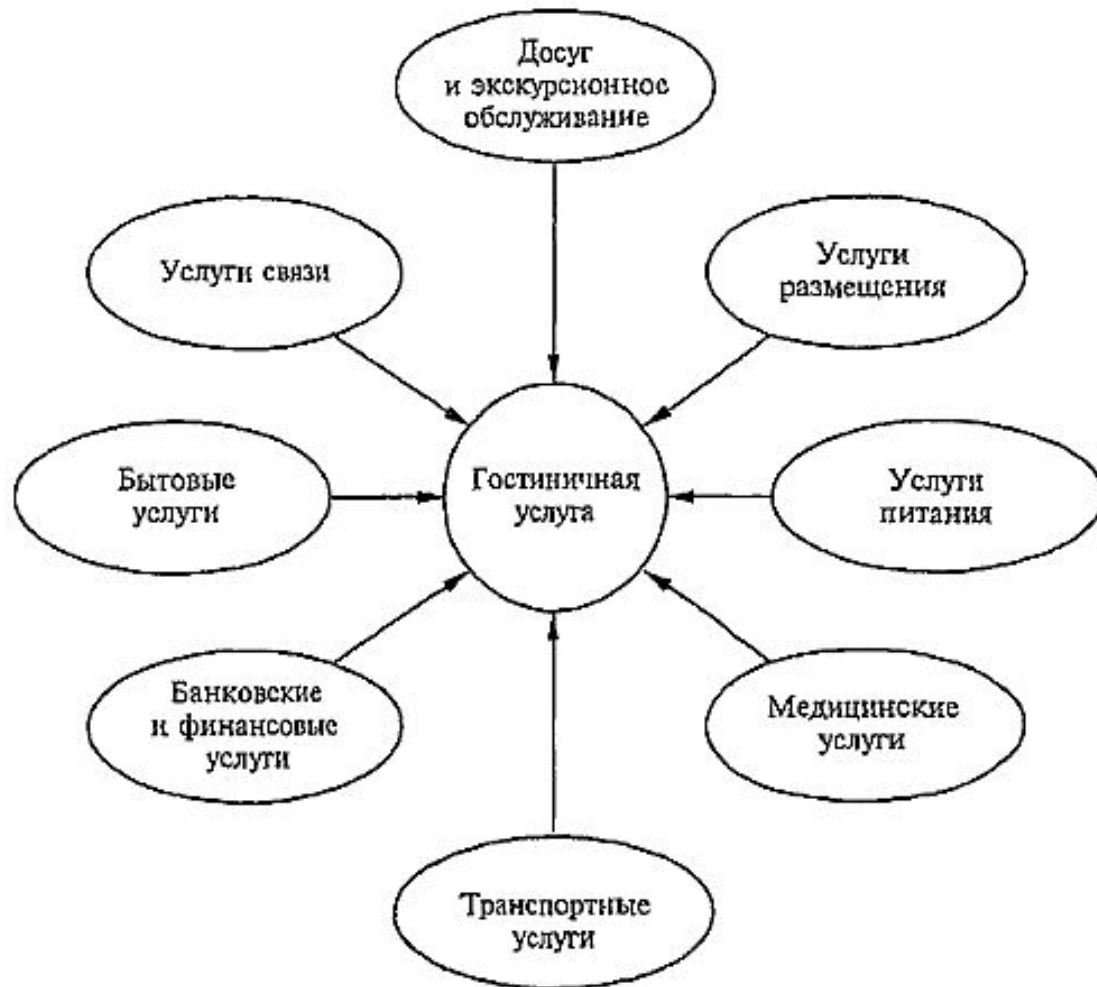 Досуг
и экскурсионное
обслуживание
Услуги связи
Услуги
размещения
Бытовые
услуги
Гостиничная
услуга
Услуги
питания
Банковские
и финансовые
услуги
Медицинские
услуги
Транспортные
услуги